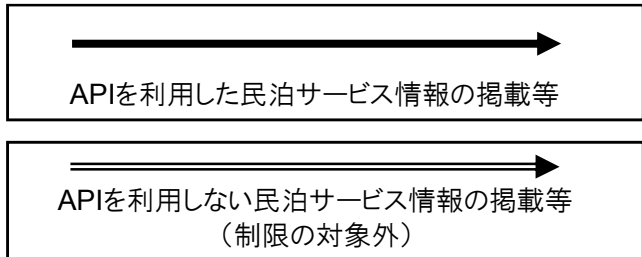 APIを利用した民泊サービス情報の掲載等
APIを利用しない民泊サービス情報の掲載等
（制限の対象外）